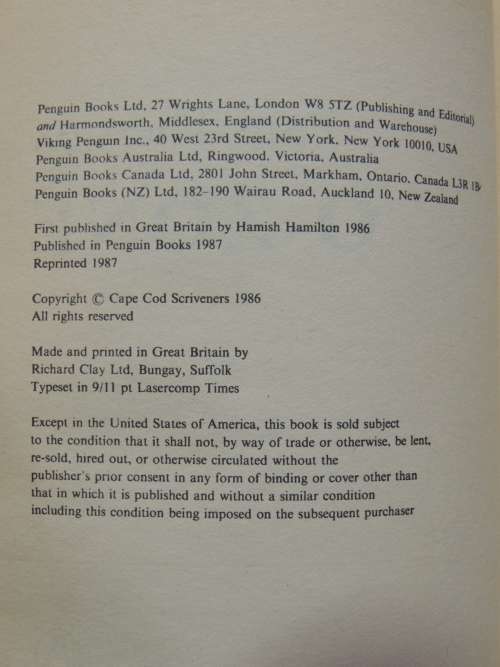 Penguin Books Ltd, 27 Wrights Lane, London W8 5TZ (Publishing and Editorial)
and Harmondsworth, Middlesex, England (Distribution and Warehouse)
Viking Penguin Inc., 40 West 23rd Street, New York, New York 10010, USA
Penguin Books Australia Ltd, Ringwood, Victoria, Australia
Penguin Books Canada Ltd, 2801 John Street, Markham, Ontario, Canada L3R
Penguin Books (NZ) Ltd, 182–190 Wairau Road, Auckland 10, New Zealand
First published in Great Britain by Hamish Hamilton 1986
Published in Penguin Books 1987
Reprinted 1987
Copyright © Cape Cod Scriveners 1986
All rights reserved
Made and printed in Great Britain by
Richard Clay Ltd, Bungay, Suffolk
Typeset in 9/11 pt Lasercomp Times
Except in the United States of America, this book is sold subject
to the condition that it shall not, by way of trade or otherwise, be lent,
re-sold, hired out, or otherwise circulated without the
publisher's prior consent in any form of binding or cover other than
that in which it is published and without a similar condition
including this condition being imposed on the subsequent purchaser